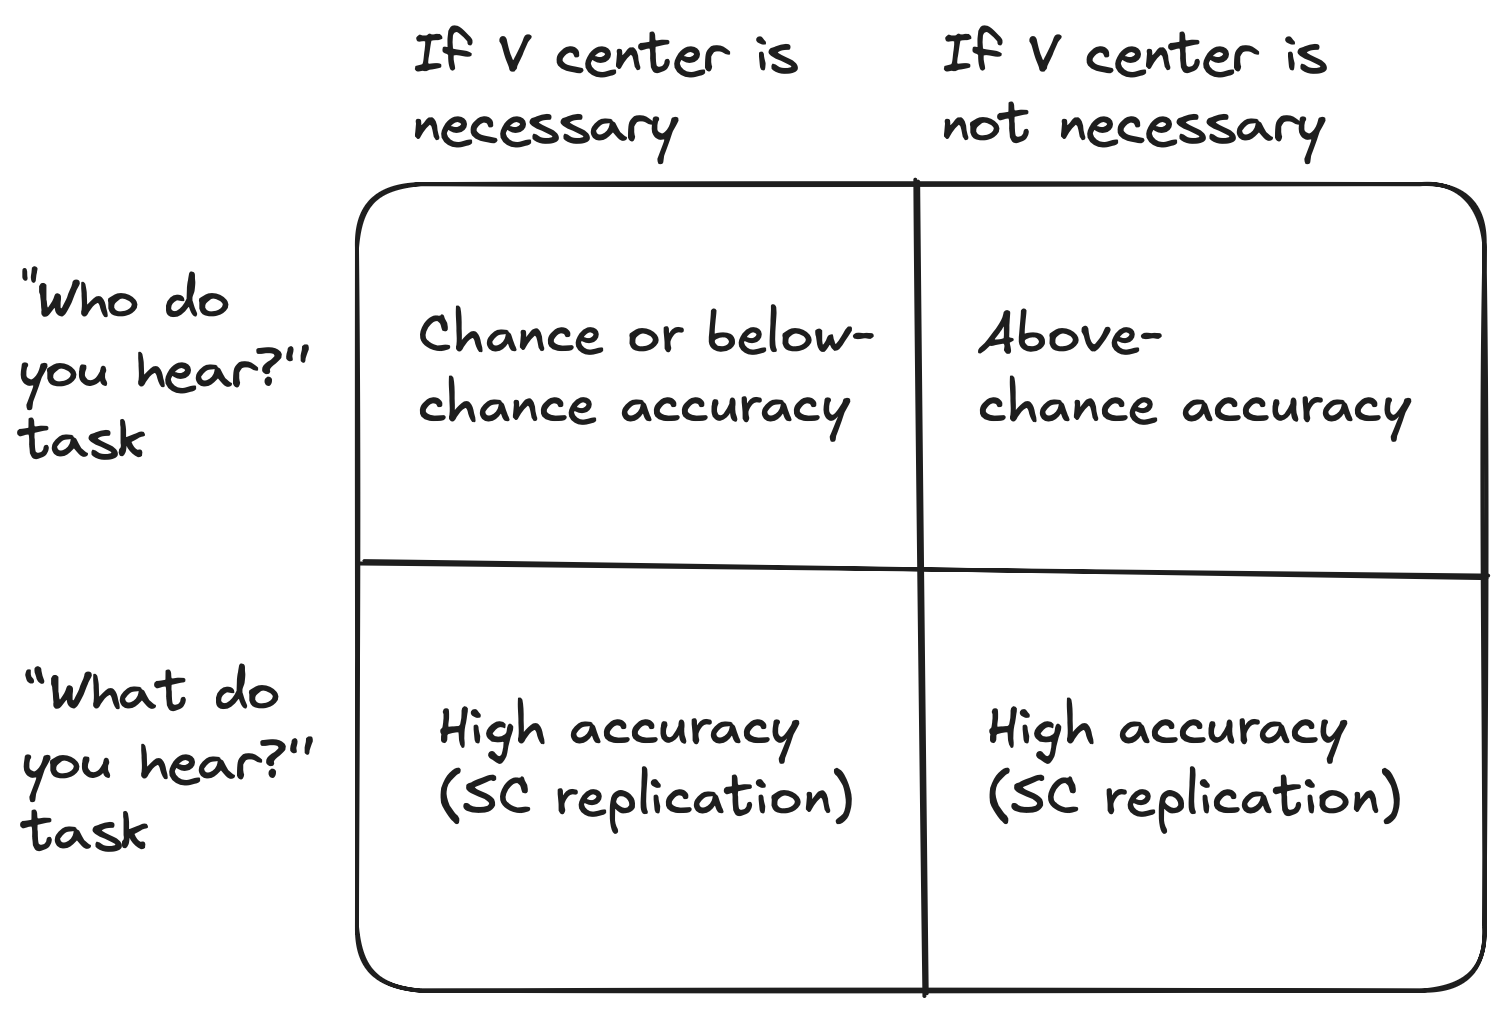 If V center is
necessary
If V center is
not necessary
"Who do
you hear?"
task
Chance or below-
chance accuracy
Above-
chance accuracy
"What do
you hear?"
task
High accuracy
(SC replication)
High accuracy
(SC replication)